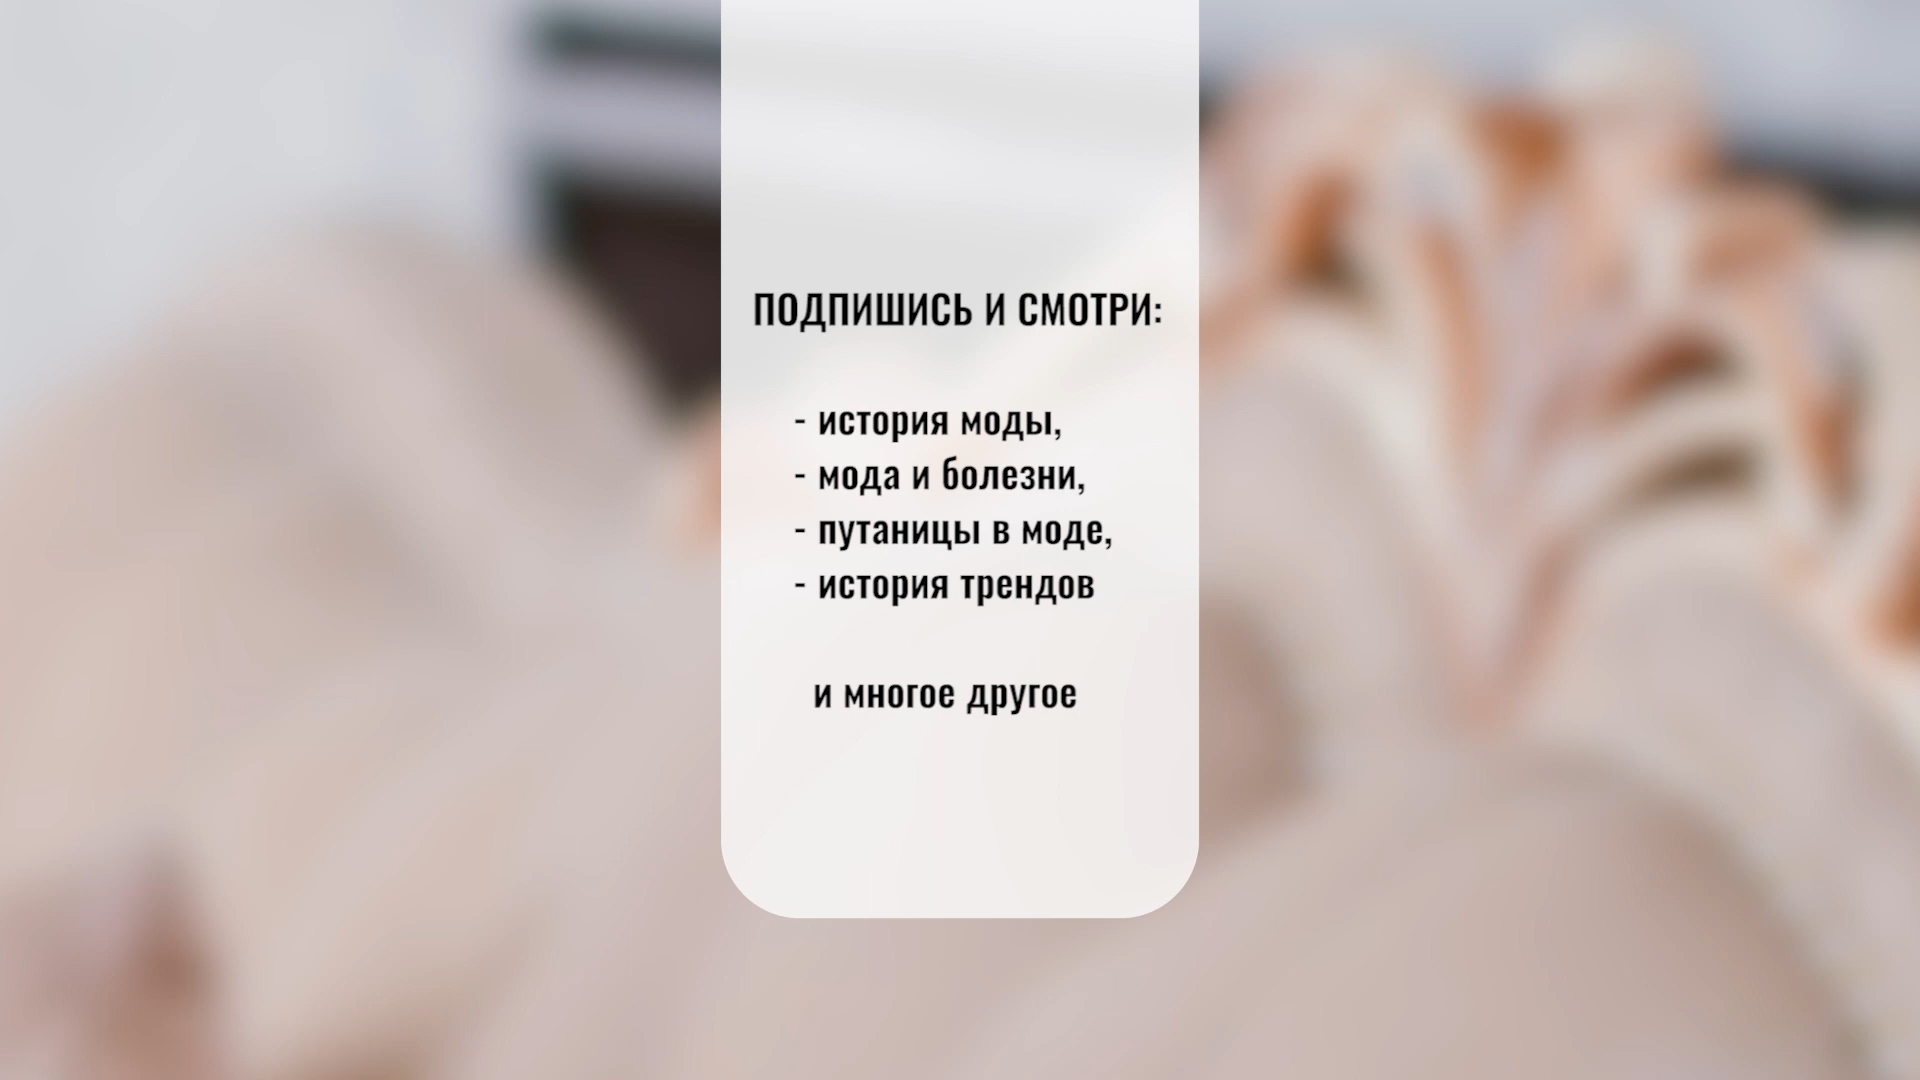 ПОДПИШИСЬ И СМОТРИ:
- история моды,
- мода и болезни,
- путаницы в моде,
- история трендов
и многое другое